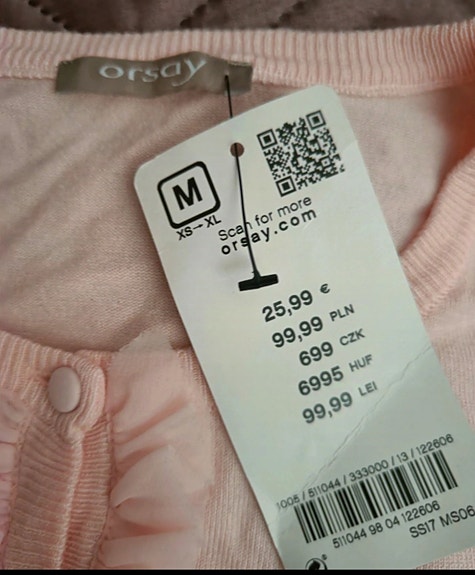 orsay
M
XS→XL
Scan for more
orsay.com
25,99 €
99,99 PLN
699 CZK
6995 HUF
99,99 LEI
1008 / 511044 / 333000 / 13 / 122606
511044 98 04 122606
SS17 MS06